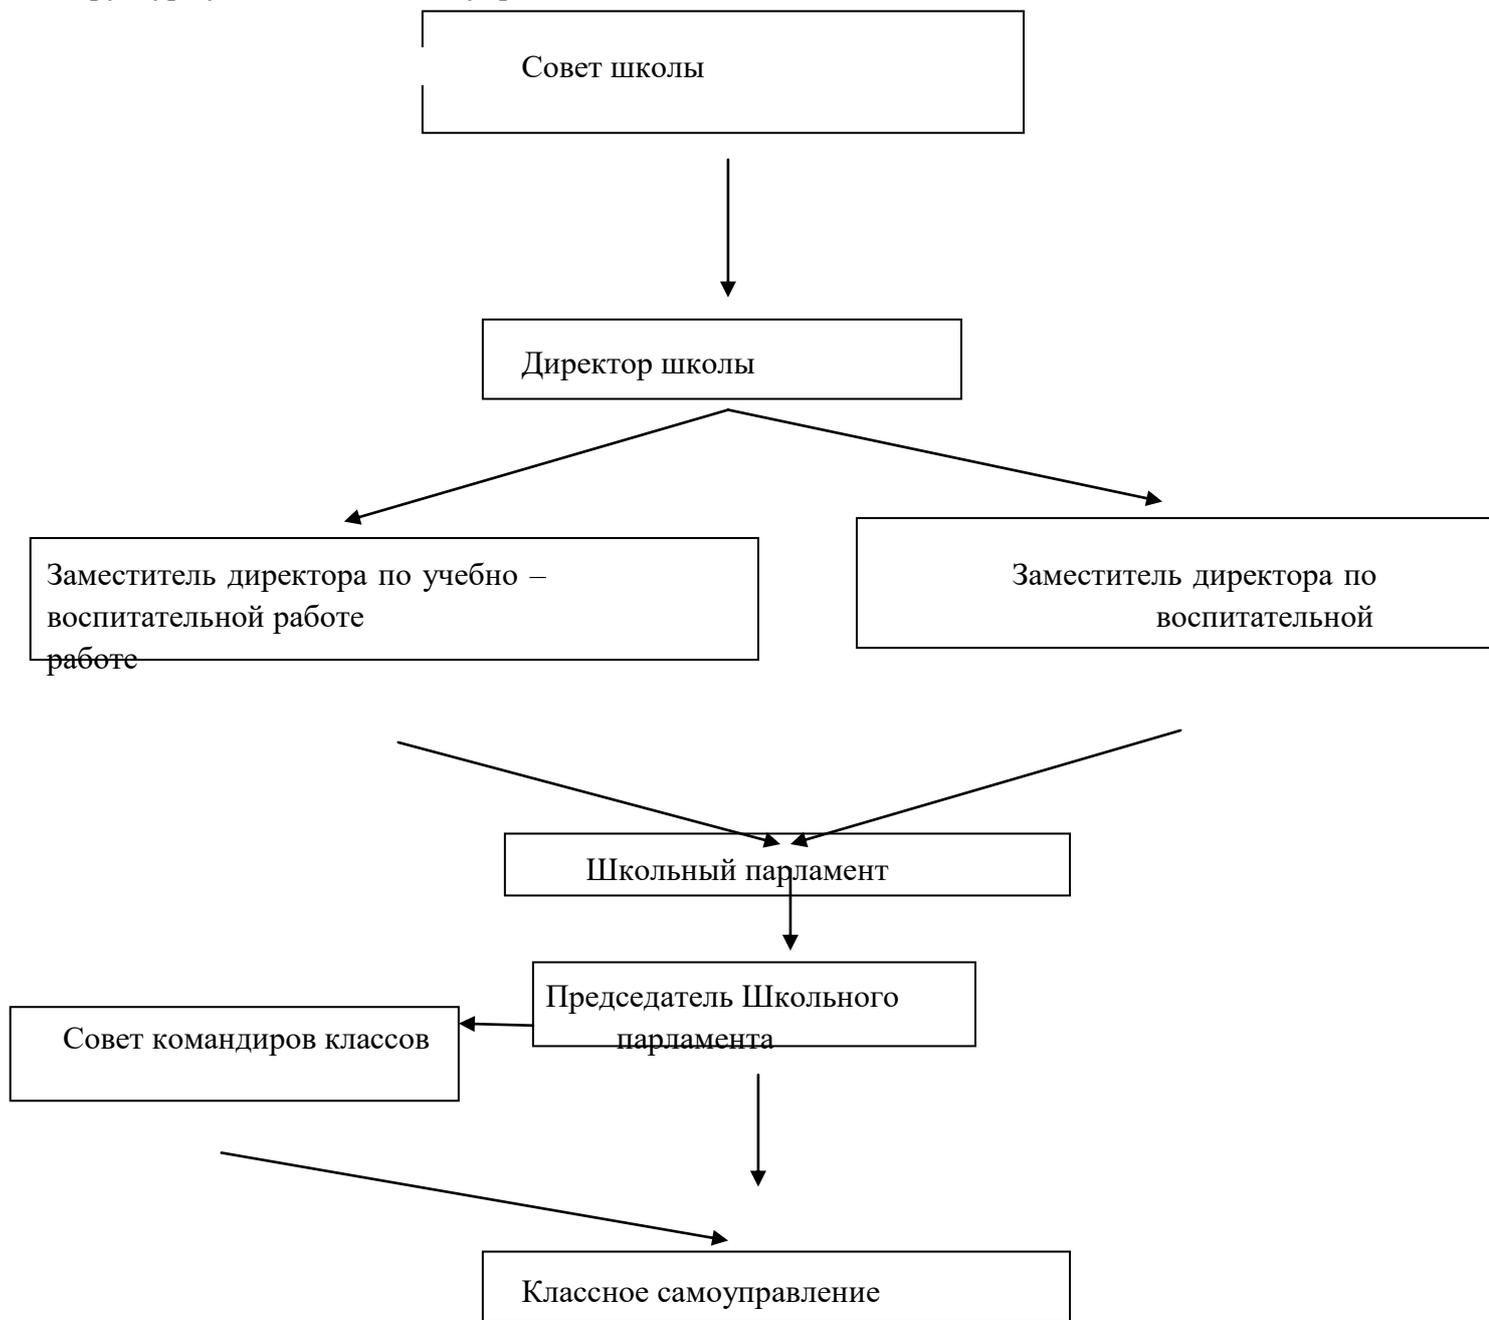 Совет школы
Директор школы
Заместитель директора по учебно –
воспитательной работе
работе
Заместитель директора по
воспитательной
Школьный парламент
Председатель Школьного
парламента
Совет командиров классов
Классное самоуправление